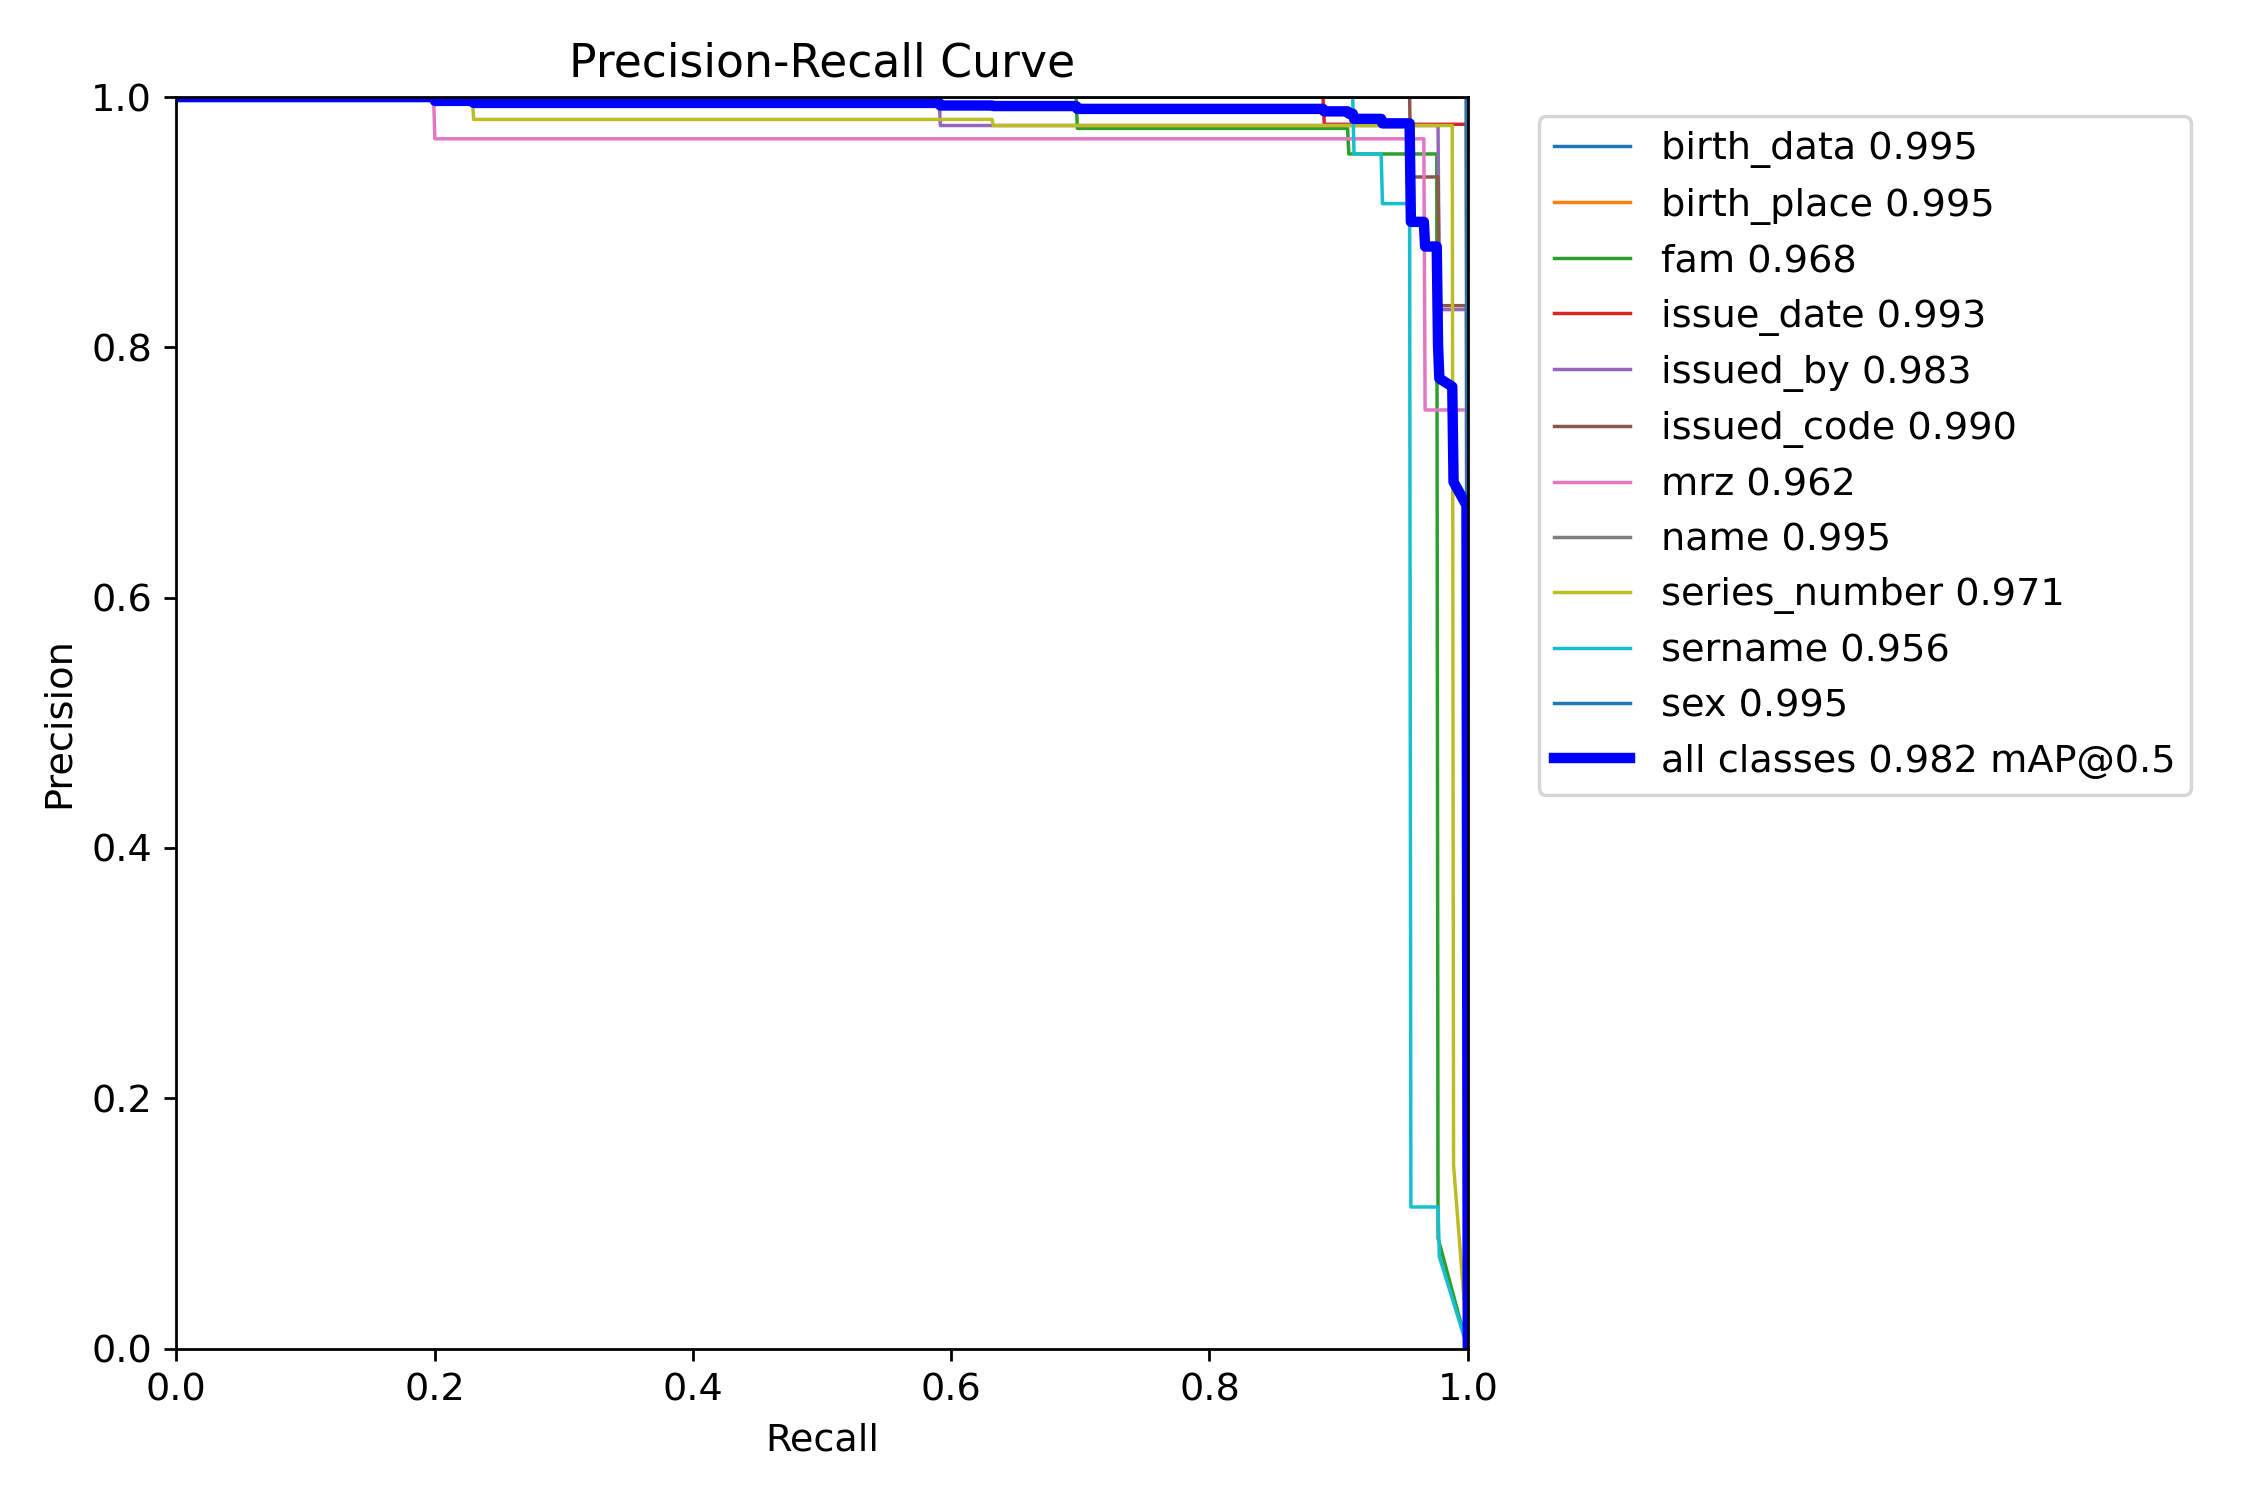 Precision-Recall Curve
1.0
0.8
0.6
0.4
0.2
0.0
Precision
0.0 0.2 0.4 0.6 0.8 1.0
Recall
birth_data 0.995
birth_place 0.995
fam 0.968
issue_date 0.993
issued_by 0.983
issued_code 0.990
mrz 0.962
name 0.995
series_number 0.971
sername 0.956
sex 0.995
all classes 0.982 mAP@0.5